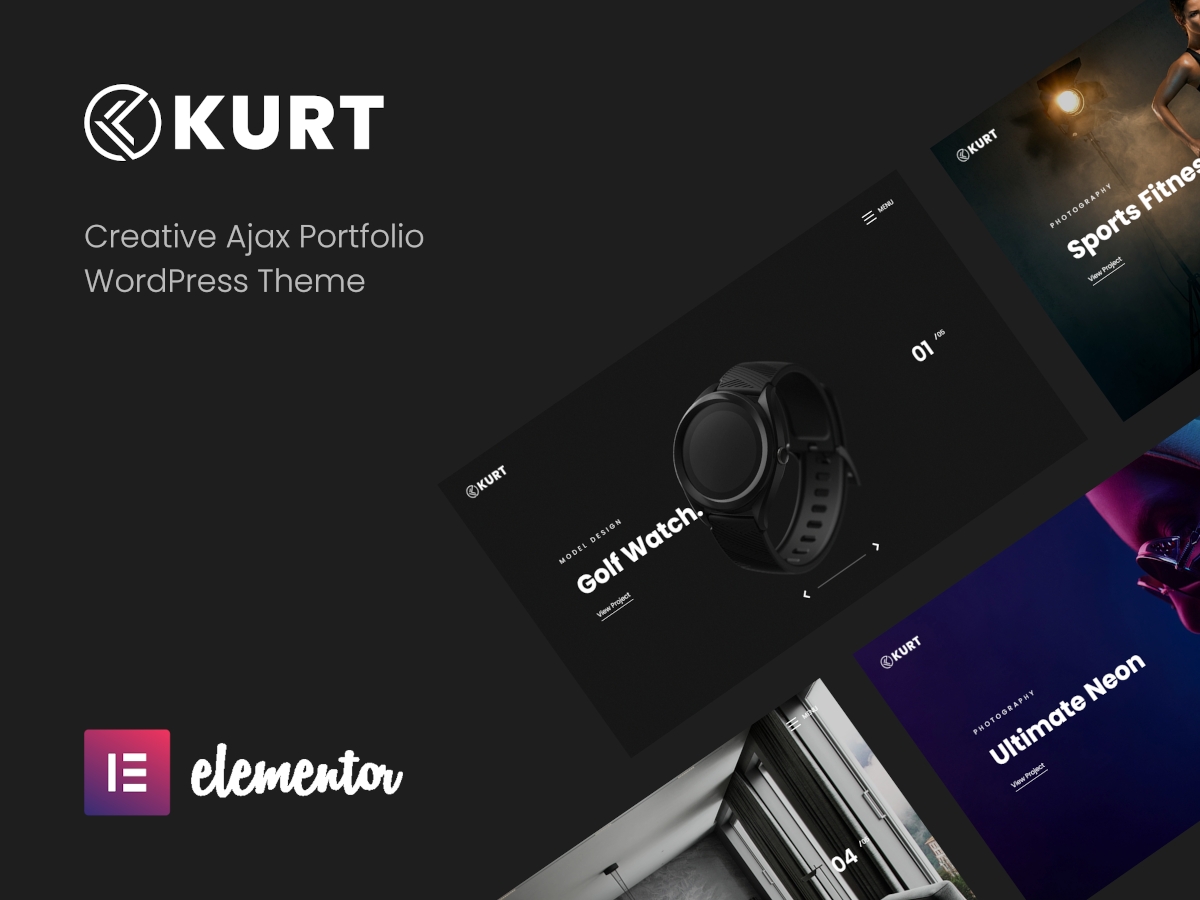 KURT
Creative Ajax Portfolio
WordPress Theme
elementor
KURT
MENU
01 /05
MODEL DESIGN
Golf Watch.
View Project
KURT
PHOTOGRAPHY
Sports Fitnes
View Project
KURT
PHOTOGRAPHY
Ultimate Neon
View Project
MENU
04